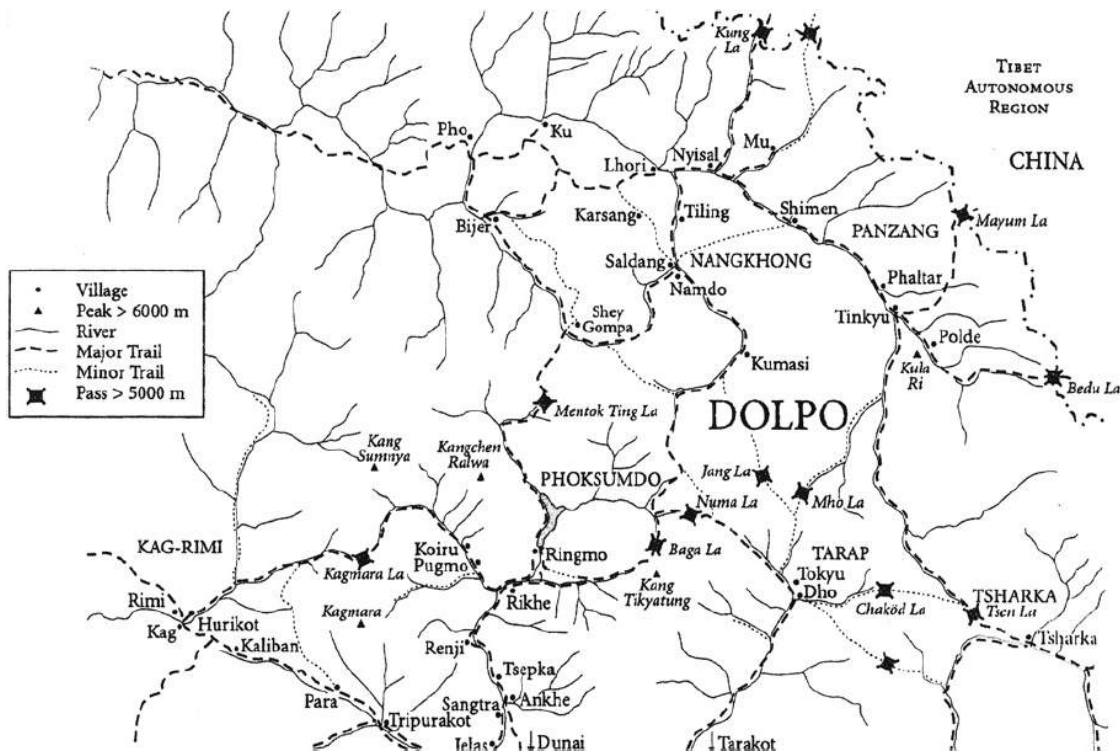 Kung
La
TIBET
AUTONOMOUS
REGION
CHINA
Pho
Ku
Mu
Lhori
Nyisal
Karsang
Tiling
Shimen
Mayum La
Bijer
PANZANG
Saldang
NANGKHONG
Namdo
Phaltar
Village
Peak > 6000 m
River
Major Trail
Minor Trail
Pass > 5000 m
Shey
Gompa
Tinkyu
Polde
Kumasi
Kula
Ri
Bedu La
Mentok Ting La
DOLPO
Kang
Sumnya
Kangchen
Ralwa
PHOKSUMDO
Jang La
Numa La
Mho La
KAG-RIMI
Koiru
Pugmo
Ringmo
Baga La
TARAP
Kagmara La
Tokyu
Dho
Kang
Tikyatung
Chaköd La
TSHARKA
Tsen La
Rimi
Kag
Hurikot
Kagmara
Rikhe
Kaliban
Renji
Tsharka
Tsepka
Para
Sangtra
Ankhe
Tripurakot
Jelas
Dunai
Tarakot